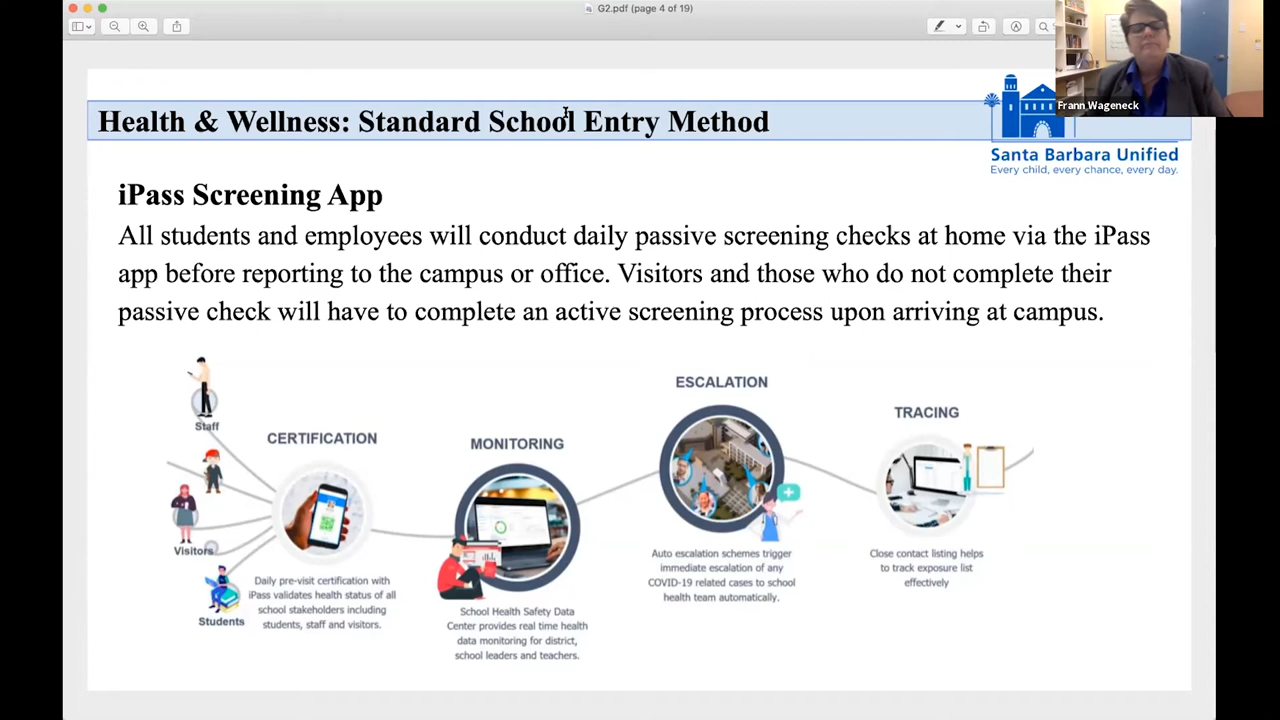 G2.pdf (page 4 of 19)
Frann Wageneck
Health & Wellness: Standard School Entry Method
Santa Barbara Unified
Every child, every chance, every day.
iPass Screening App
All students and employees will conduct daily passive screening checks at home via the iPass
app before reporting to the campus or office. Visitors and those who do not complete their
passive check will have to complete an active screening process upon arriving at campus.
Staff
Visitors
Students
CERTIFICATION
Daily pre-visit certification with
iPass validates health status of all
school stakeholders including
students, staff and visitors.
MONITORING
School Health Safety Data
Center provides real time health
data monitoring for district,
school leaders and teachers.
ESCALATION
Auto escalation schemes trigger
immediate escalation of any
COVID-19 related cases to school
health team automatically.
TRACING
Close contact listing helps
to track exposure list
effectively